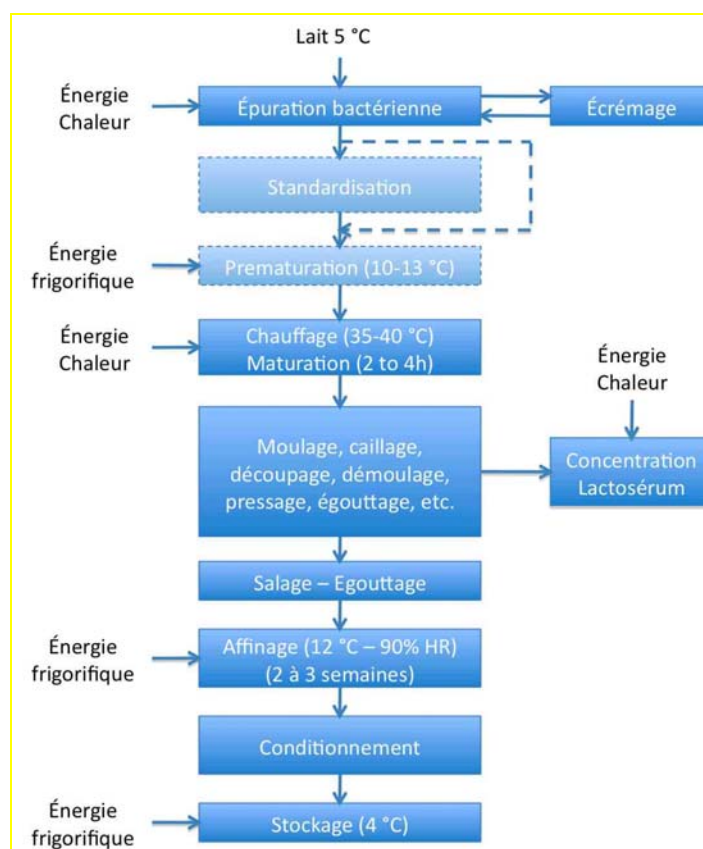 Lait 5 °C
Énergie
Chaleur
Épuration bactérienne
Écrémage
Standardisation
Énergie
frigorifique
Prematuration (10-13 °C)
Énergie
Chaleur
Chauffage (35-40 °C)
Maturation (2 to 4h)
Énergie
Chaleur
Moulage, caillage,
découpage, démoulage,
pressage, égouttage, etc.
Concentration
Lactosérum
Salage – Egouttage
Énergie
frigorifique
Affinage (12 °C – 90% HR)
(2 à 3 semaines)
Conditionnement
Énergie
frigorifique
Stockage (4 °C)